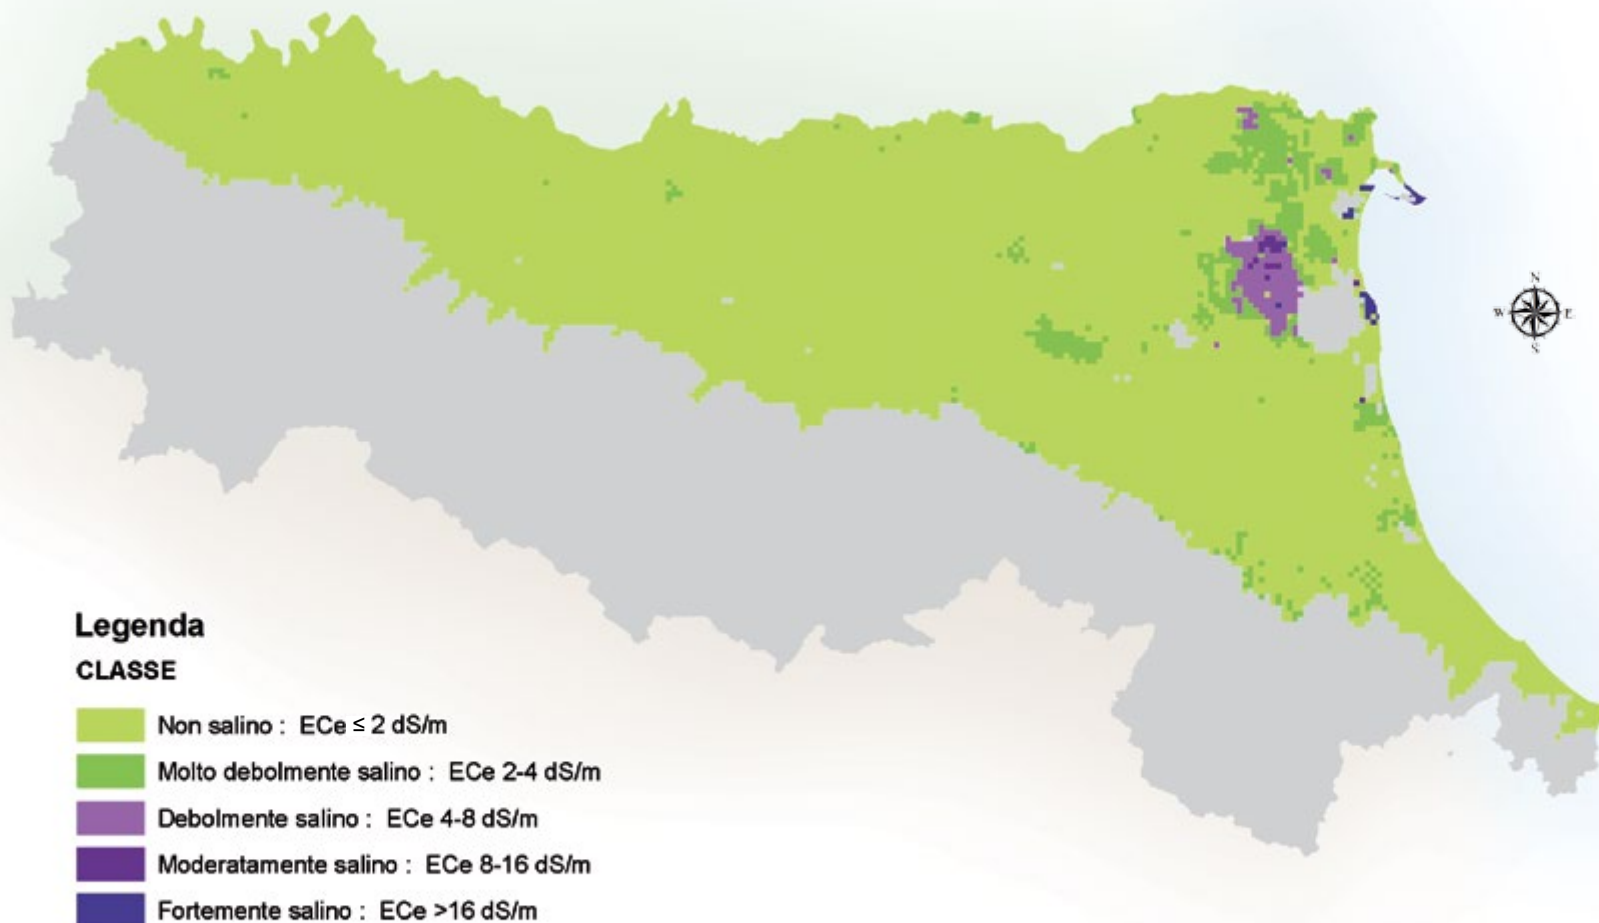 N
W E
S
Legenda
CLASSE
Non salino : ECe ≤ 2 dS/m
Molto debolmente salino : ECe 2-4 dS/m
Debolmente salino : ECe 4-8 dS/m
Moderatamente salino : ECe 8-16 dS/m
Fortemente salino : ECe >16 dS/m